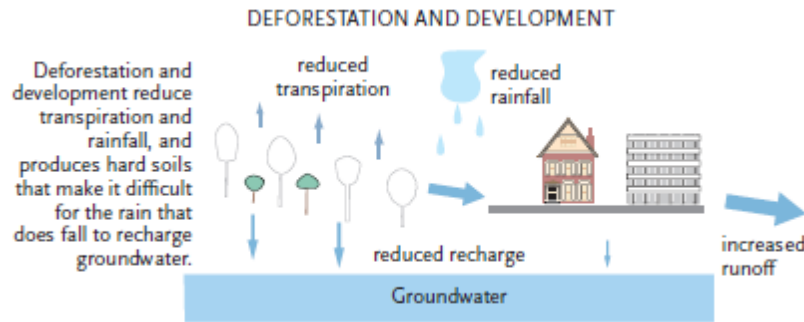 DEFORESTATION AND DEVELOPMENT
Deforestation and
development reduce
transpiration and
rainfall, and
produces hard soils
that make it difficult
for the rain that
does fall to recharge
groundwater.
reduced
transpiration
reduced
rainfall
reduced recharge
increased
runoff
Groundwater